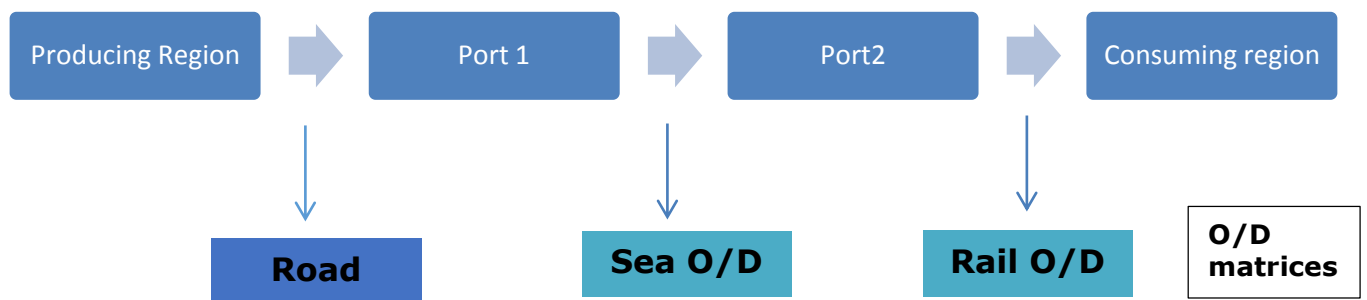 Producing Region
Port 1
Port2
Consuming region
Road
Sea O/D
Rail O/D
O/D
matrices